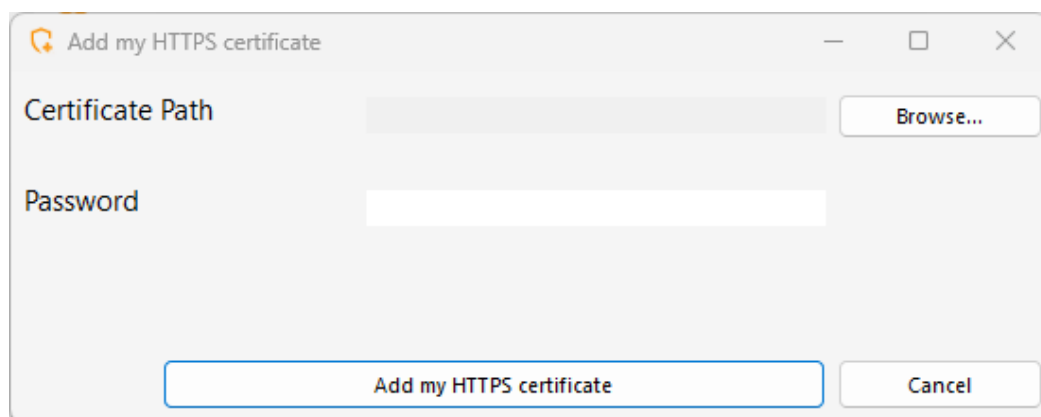 Add my HTTPS certificate
Certificate Path
Browse...
Password
Add my HTTPS certificate
Cancel